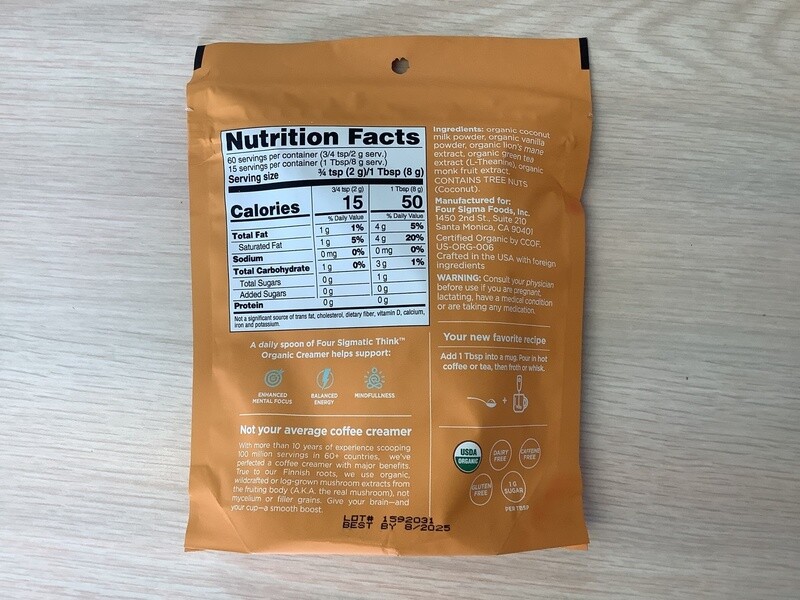 Nutrition Facts
60 servings per container (3/4 tsp/2 g serv.)
15 servings per container (1 Tbsp/8 g serv.)
Serving size ¾ tsp (2 g)/1 Tbsp (8 g)
3/4 tsp (2 g) 1 Tbsp (8 g)
Calories 15 50
% Daily Value % Daily Value
Total Fat 1 g 1% 4 g 5%
Saturated Fat 1 g 5% 4 g 20%
Sodium 0 mg 0% 0 mg 0%
Total Carbohydrate 1 g 0% 3 g 1%
Total Sugars 0 g 1 g
Added Sugars 0 g 0 g
Protein 0 g 0 g
Not a significant source of trans fat, cholesterol, dietary fiber, vitamin D, calcium,
iron and potassium.
A daily spoon of Four Sigmatic Think™
Organic Creamer helps support:
ENHANCED
MENTAL FOCUS
BALANCED
ENERGY
MINDFULLNESS
Not your average coffee creamer
With more than 10 years of experience scooping
100 million servings in 60+ countries, we've
perfected a coffee creamer with major benefits.
True to our Finnish roots, we use organic,
wildcrafted or log-grown mushroom extracts from
the fruiting body (A.K.A. the real mushroom), not
mycelium or filler grains. Give your brain—and
your cup—a smooth boost.
LOT# 1592031
BEST BY 8/2025
Ingredients: organic coconut
milk powder, organic vanilla
powder, organic lion's mane
extract, organic green tea
extract (L-Theanine), organic
monk fruit extract.
CONTAINS TREE NUTS
(Coconut).
Manufactured for:
Four Sigma Foods, Inc.
1450 2nd St., Suite 210
Santa Monica, CA 90401
Certified Organic by CCOF.
US-ORG-006
Crafted in the USA with foreign
ingredients
WARNING: Consult your physician
before use if you are pregnant,
lactating, have a medical condition
or are taking any medication.
Your new favorite recipe
Add 1 Tbsp into a mug. Pour in hot
coffee or tea, then froth or whisk.
+
USDA
ORGANIC
DAIRY
FREE
CAFFEINE
FREE
GLUTEN
FREE
1 G
SUGAR
PER TBSP